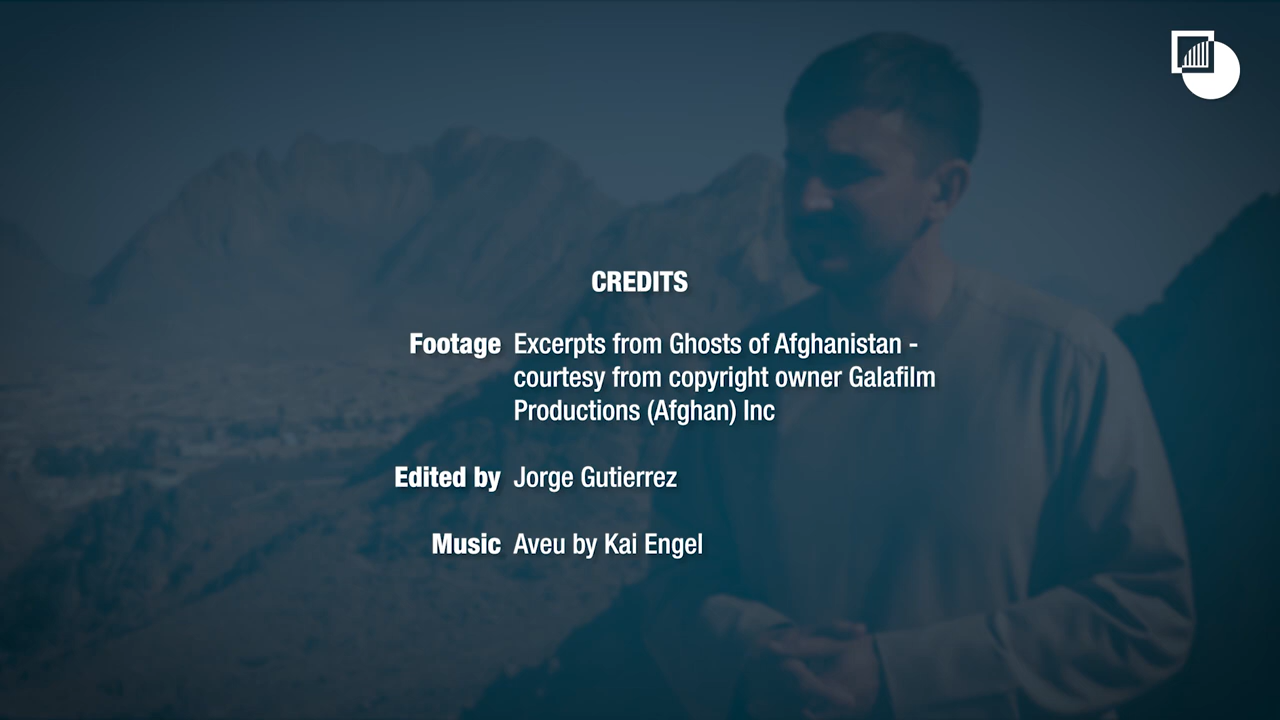 CREDITS
Footage Excerpts from Ghosts of Afghanistan -
courtesy from copyright owner Galafilm
Productions (Afghan) Inc
Edited by Jorge Gutierrez
Music Aveu by Kai Engel